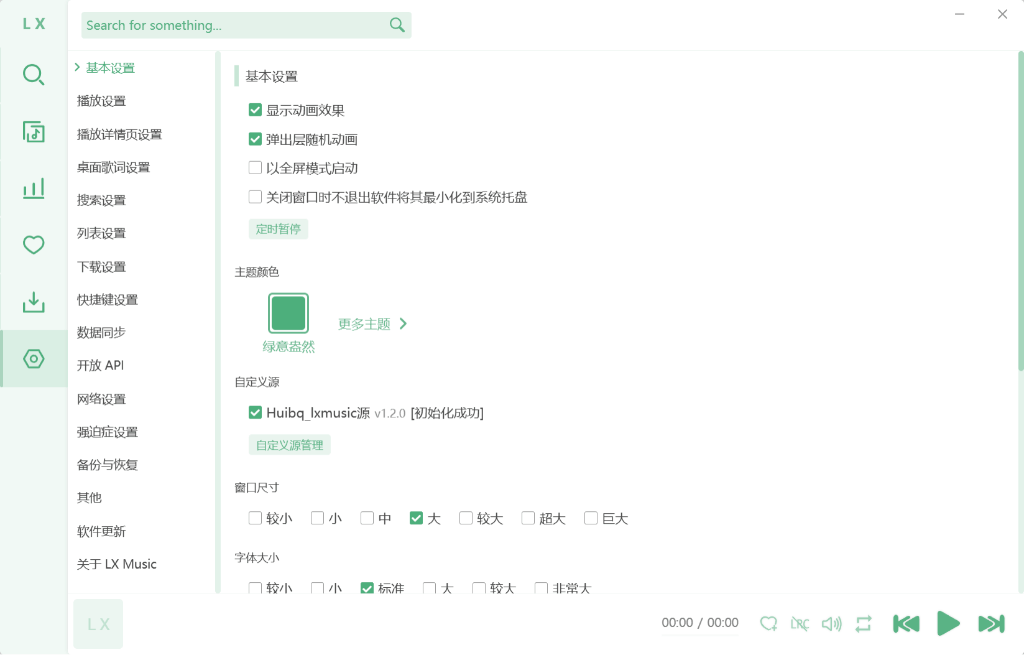 LX
Search for something...
基本设置
播放设置
播放详情页设置
桌面歌词设置
搜索设置
列表设置
下载设置
快捷键设置
数据同步
开放 API
网络设置
强迫症设置
备份与恢复
其他
软件更新
关于 LX Music
基本设置
显示动画效果
弹出层随机动画
以全屏模式启动
关闭窗口时不退出软件将其最小化到系统托盘
定时暂停
主题颜色
绿意盎然
更多主题
自定义源
Huibq_lxmusic源 v1.2.0 [初始化成功]
自定义源管理
窗口尺寸
较小 小 中 大 较大 超大 巨大
字体大小
较小 小 标准 大 较大 非常大
LX
00:00 / 00:00
LRC